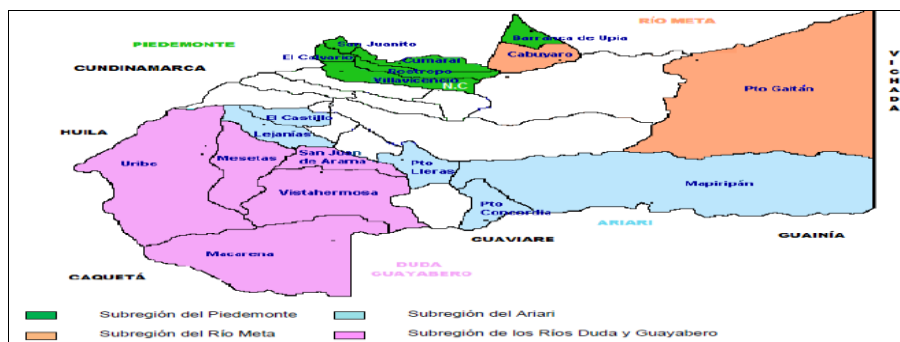 RÍO META
PIEDEMONTE
San Juanito
Barranca de Upia
El Calvario
Cumaral
Cabuyaro
CUNDINAMARCA
Restrepo
Villavicencio
N.C
Pto Gaitán
VICHADA
El Castillo
HUILA
Lejanías
Uribe
Mesetas
San Juan
de Arama
Pto
Lleras
Mapiripán
Vistahermosa
Pto
Concordia
ARIARI
GUAVIARE
GUAINÍA
Macarena
DUDA
GUAYABERO
CAQUETÁ
Subregión del Piedemonte
Subregión del Ariari
Subregión del Río Meta
Subregión de los Ríos Duda y Guayabero